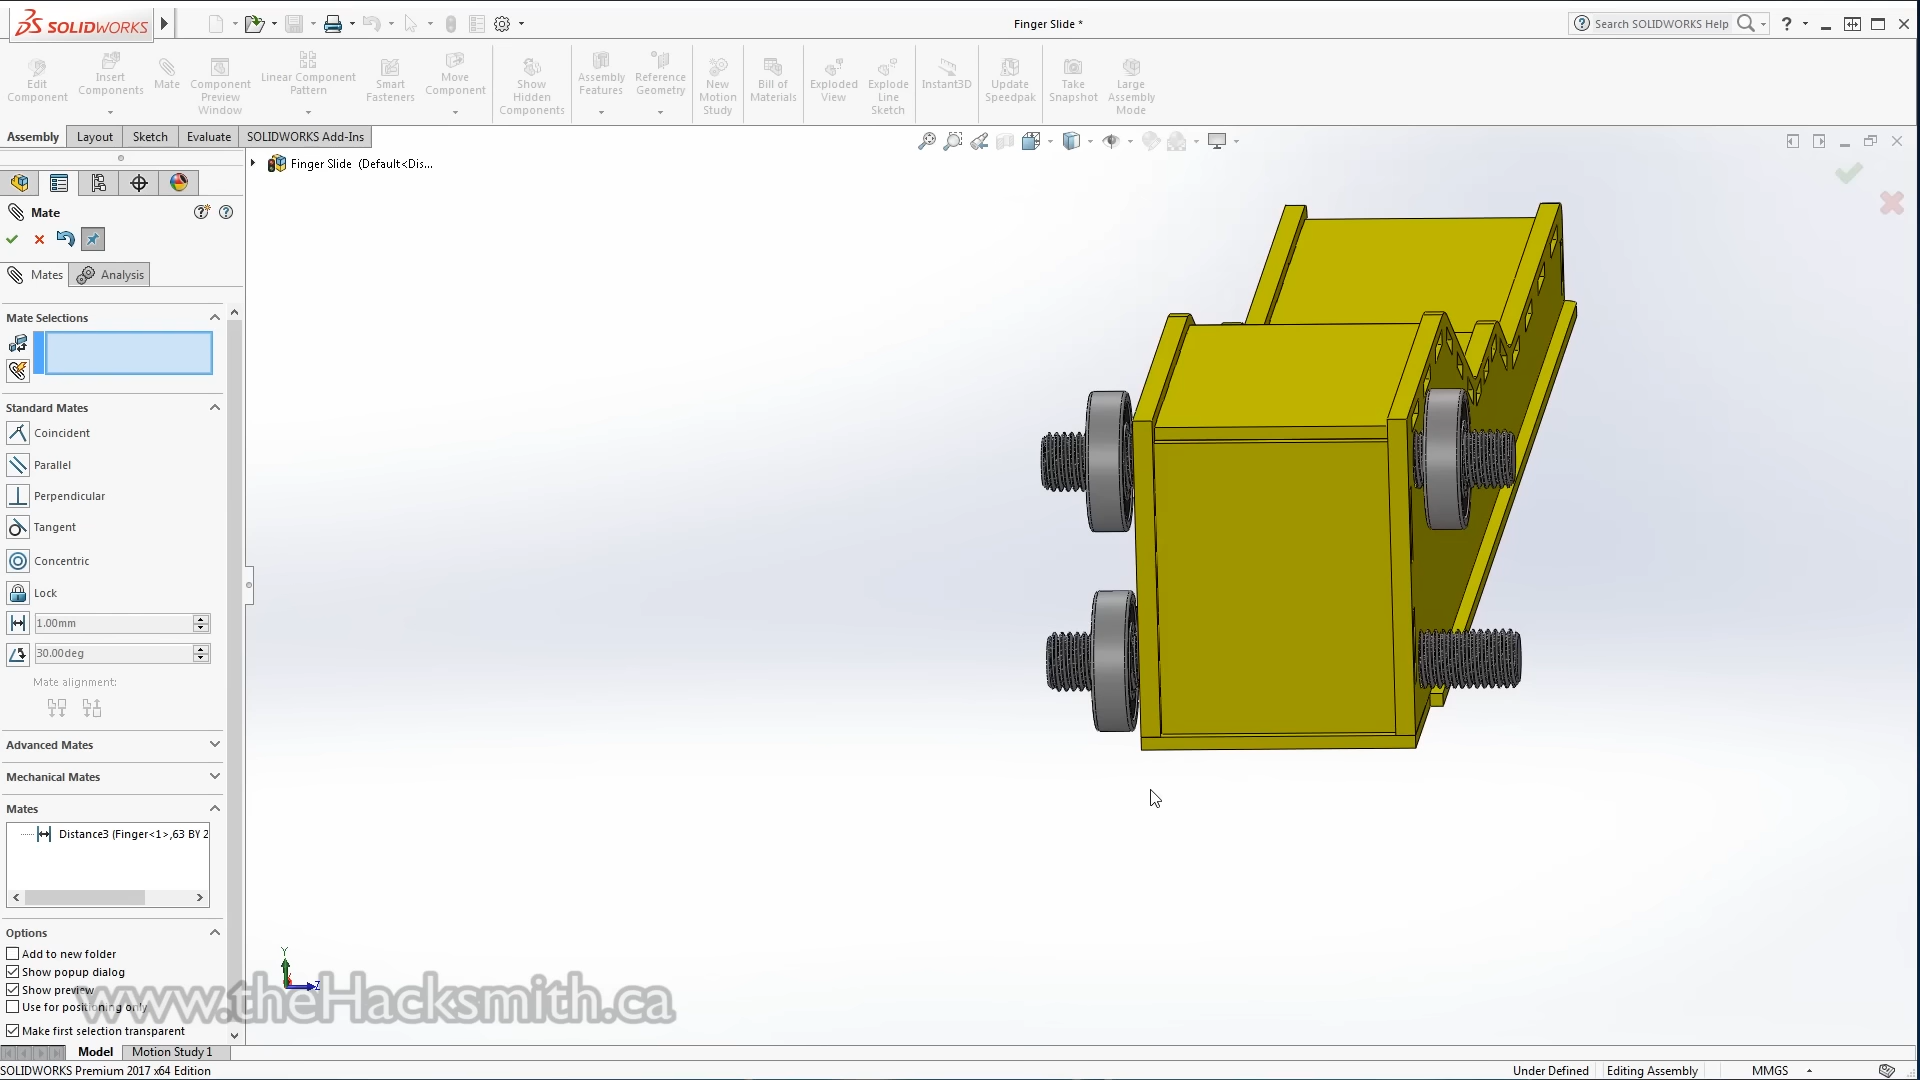 SOLIDWORKS
Finger Slide *
Search SOLIDWORKS Help
Edit Component
Insert Components
Mate
Component Preview Window
Linear Component Pattern
Smart Fasteners
Move Component
Show Hidden Components
Assembly Features
Reference Geometry
New Motion Study
Bill of Materials
Exploded View
Explode Line Sketch
Instant3D
Update Speedpak
Take Snapshot
Large Assembly Mode
Assembly
Layout
Sketch
Evaluate
SOLIDWORKS Add-Ins
Finger Slide (Default<Dis...
Mate
Mates
Analysis
Mate Selections
Standard Mates
Coincident
Parallel
Perpendicular
Tangent
Concentric
Lock
1.00mm
30.00deg
Mate alignment:
Advanced Mates
Mechanical Mates
Mates
Distance3 (Finger<1>,63 BY 2
Options
Add to new folder
Show popup dialog
Show preview
Use for positioning only
Make first selection transparent
Y
Z
www.theHacksmith.ca
Model
Motion Study 1
SOLIDWORKS Premium 2017 x64 Edition
Under Defined
Editing Assembly
MMGS